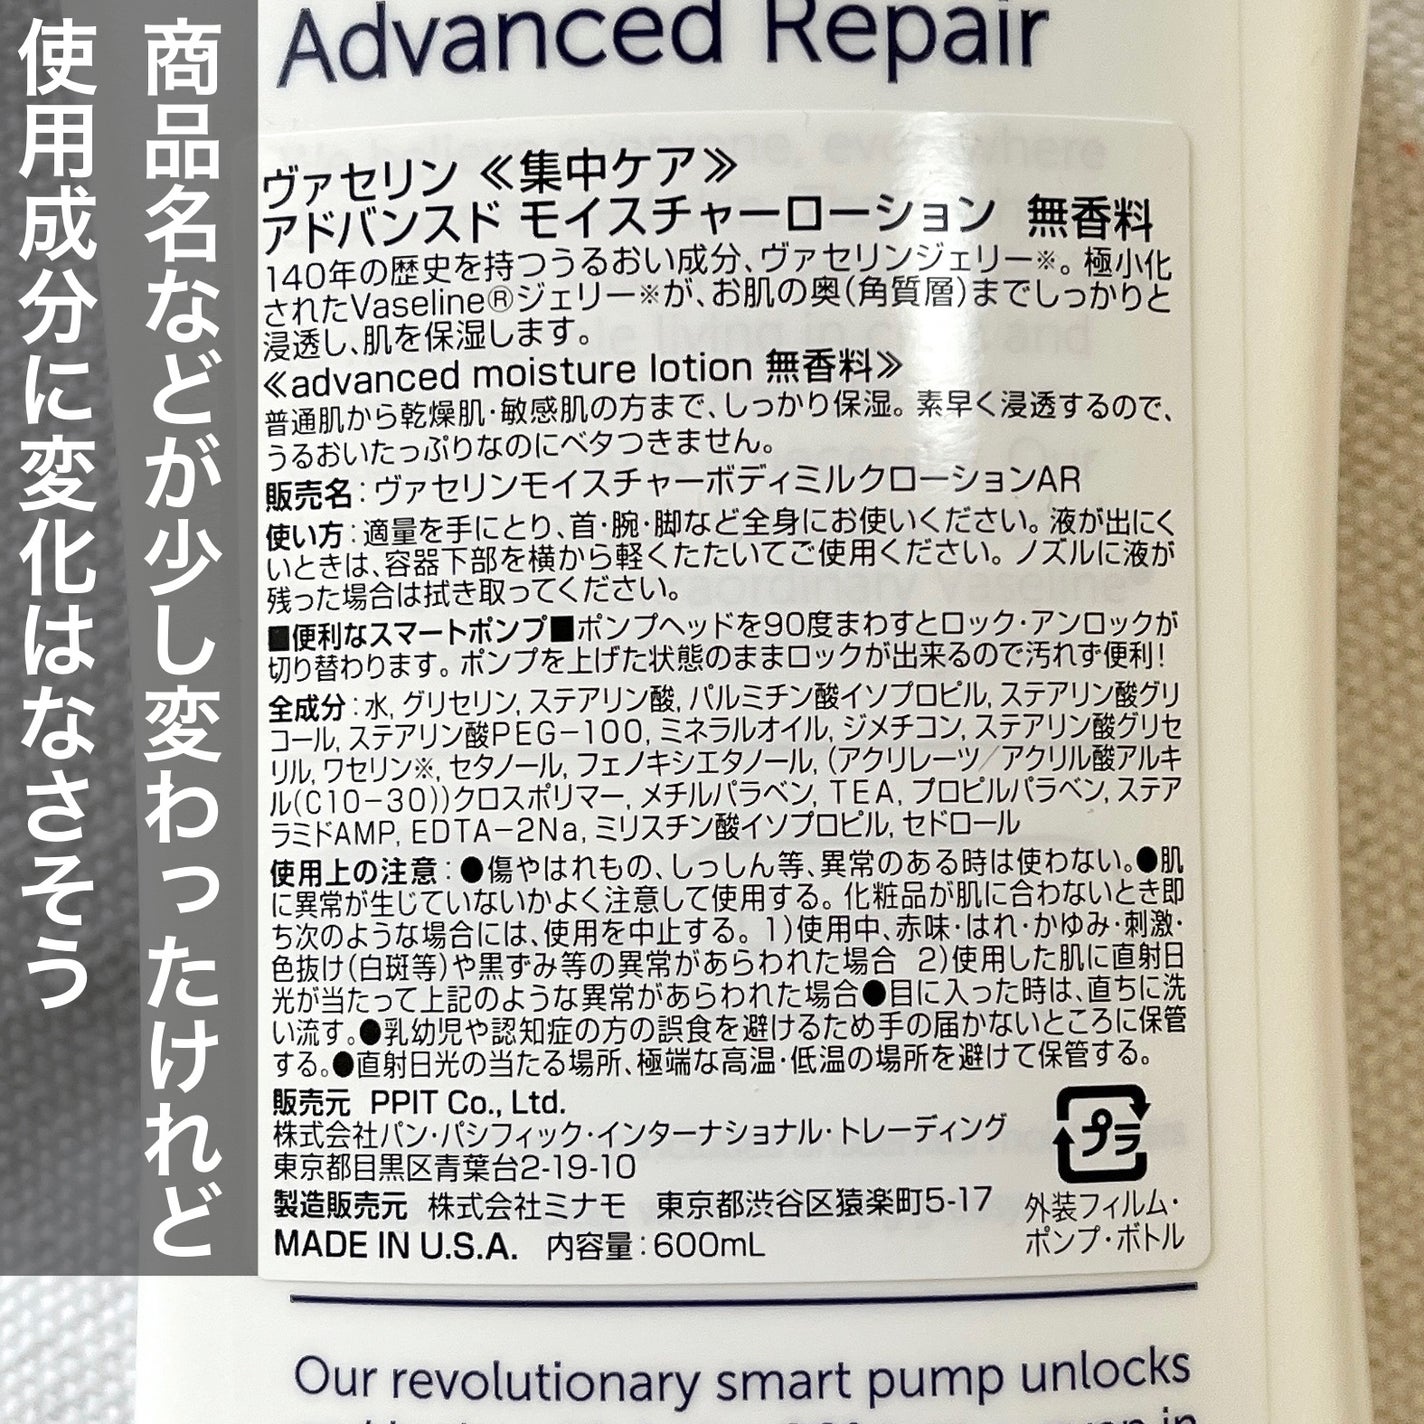 商品名などが少し変わったけれど
使用成分に変化はなさそう
Advanced Repair
ヴァセリン ≪集中ケア≫
アドバンスド モイスチャーローション 無香料
140年の歴史を持つうるおい成分、ヴァセリンジェリー※。極小化
されたVaseline®ジェリー※が、お肌の奥(角質層)までしっかりと
浸透し、肌を保湿します。
≪advanced moisture lotion 無香料≫
普通肌から乾燥肌・敏感肌の方まで、しっかり保湿。素早く浸透するので、
うるおいたっぷりなのにベタつきません。
販売名:ヴァセリンモイスチャーボディミルクローションAR
使い方:適量を手にとり、首・腕・脚など全身にお使いください。液が出にく
いときは、容器下部を横から軽くたたいてご使用ください。ノズルに液が
残った場合は拭き取ってください。
■便利なスマートポンプ■ポンプヘッドを90度まわすとロック・アンロックが
切り替わります。ポンプを上げた状態のままロックが出来るので汚れず便利!
全成分:水, グリセリン, ステアリン酸, パルミチン酸イソプロピル, ステアリン酸グリ
コール, ステアリン酸PEG-100, ミネラルオイル, ジメチコン, ステアリン酸グリセ
リル, ワセリン※, セタノール, フェノキシエタノール, (アクリレーツ/アクリル酸アルキ
ル(C10-30))クロスポリマー, メチルパラベン, TEA, プロピルパラベン, ステア
ラミドAMP, EDTA-2Na, ミリスチン酸イソプロピル, セドロール
使用上の注意:●傷やはれもの、しっしん等、異常のある時は使わない。●肌
に異常が生じていないかよく注意して使用する。化粧品が肌に合わないとき即
ち次のような場合には、使用を中止する。1)使用中、赤味・はれ・かゆみ・刺激・
色抜け(白斑等)や黒ずみ等の異常があらわれた場合 2)使用した肌に直射日
光が当たって上記のような異常があらわれた場合●目に入った時は、直ちに洗
い流す。●乳幼児や認知症の方の誤食を避けるため手の届かないところに保管
する。●直射日光の当たる場所、極端な高温・低温の場所を避けて保管する。
販売元 PPIT Co., Ltd.
株式会社パン・パシフィック・インターナショナル・トレーディング
東京都目黒区青葉台2-19-10
製造販売元 株式会社ミナモ 東京都渋谷区猿楽町5-17
MADE IN U.S.A. 内容量:600mL
プラ
外装フィルム・
ポンプ・ボトル
Our revolutionary smart pump unlocks